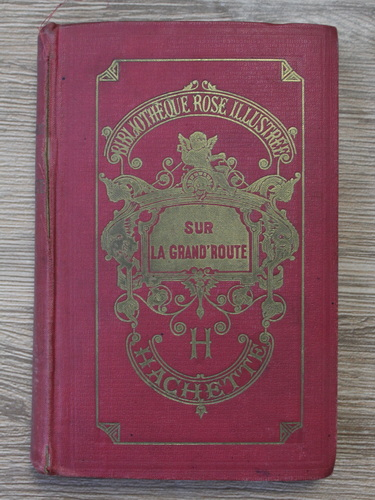 BIBLIOTHÈQUE ROSE ILLUSTRÉE
SUR
LA GRAND'ROUTE
H
HACHETTE